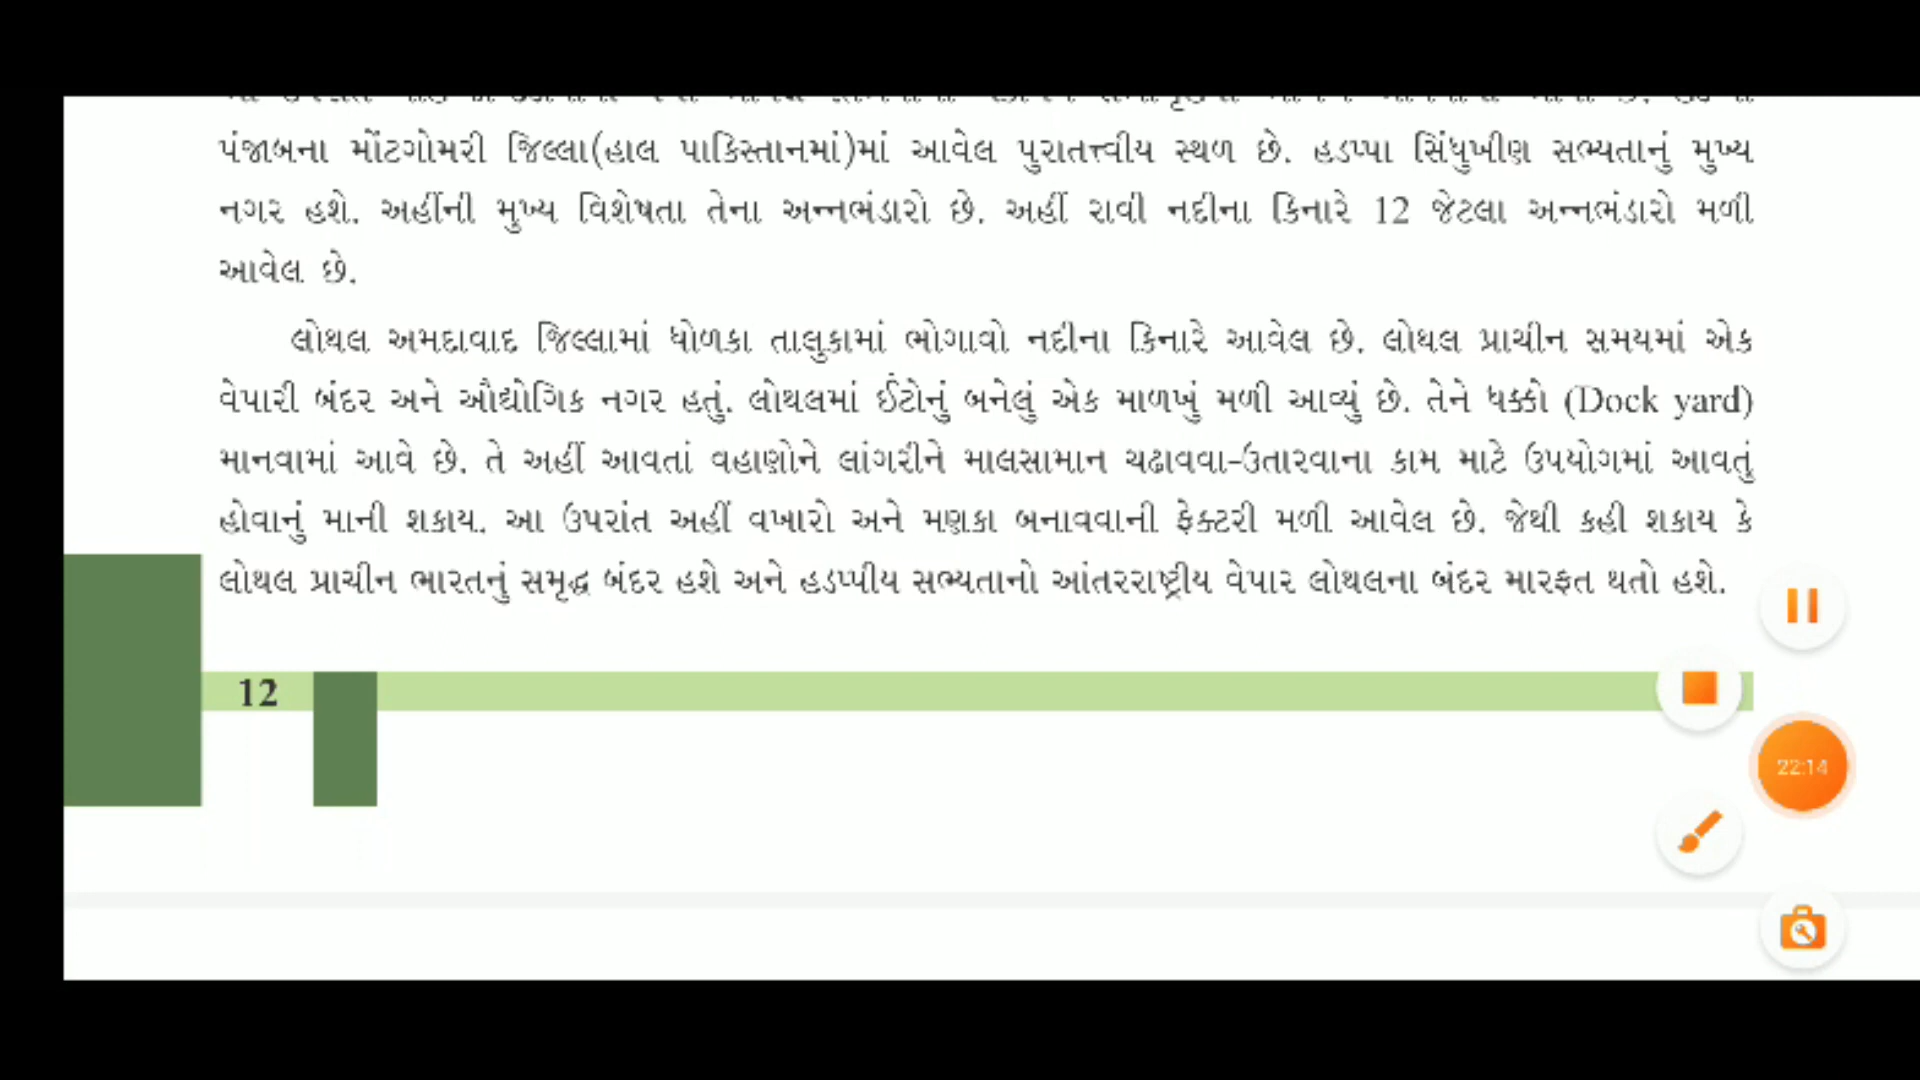 પંજાબના મોંટગોમરી જિલ્લા(હાલ પાકિસ્તાનમાં)માં આવેલ પુરાતત્ત્વીય સ્થળ છે. હડપ્પા સિંધુખીણ સભ્યતાનું મુખ્ય
નગર હશે. અહીંની મુખ્ય વિશેષતા તેના અન્નભંડારો છે. અહીં રાવી નદીના કિનારે 12 જેટલા અન્નભંડારો મળી
આવેલ છે.
લોથલ અમદાવાદ જિલ્લામાં ધોળકા તાલુકામાં ભોગાવો નદીના કિનારે આવેલ છે. લોથલ પ્રાચીન સમયમાં એક
વેપારી બંદર અને ઔદ્યોગિક નગર હતું. લોથલમાં ઈંટોનું બનેલું એક માળખું મળી આવ્યું છે. તેને ધક્કો (Dock yard)
માનવામાં આવે છે. તે અહીં આવતાં વહાણોને લાંગરીને માલસામાન ચઢાવવા-ઉતારવાના કામ માટે ઉપયોગમાં આવતું
હોવાનું માની શકાય. આ ઉપરાંત અહીં વખારો અને મણકા બનાવવાની ફેક્ટરી મળી આવેલ છે. જેથી કહી શકાય કે
લોથલ પ્રાચીન ભારતનું સમૃદ્ધ બંદર હશે અને હડપ્પીય સભ્યતાનો આંતરરાષ્ટ્રીય વેપાર લોથલના બંદર મારફત થતો હશે.
12
22:14